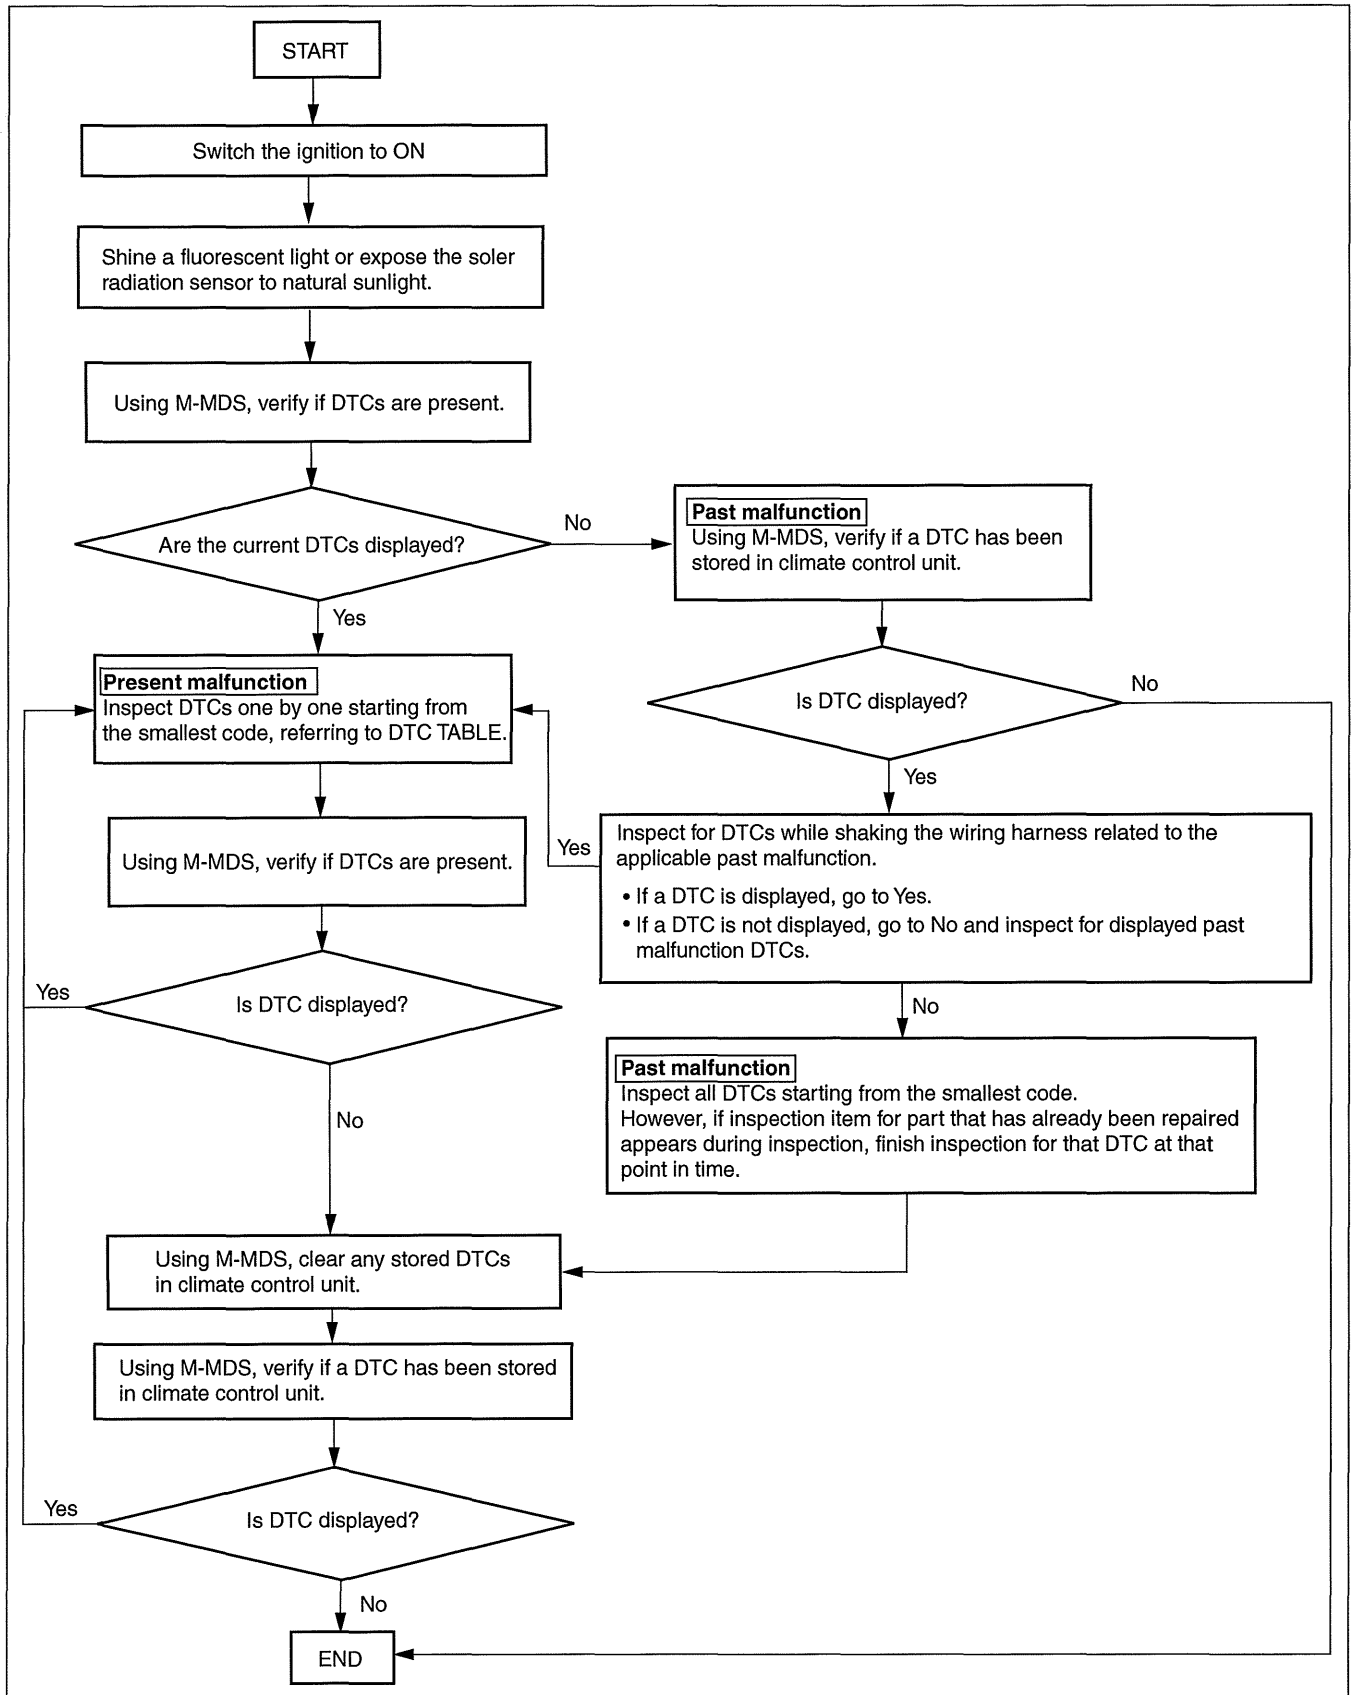 START
Switch the ignition to ON
Shine a fluorescent light or expose the soler
radiation sensor to natural sunlight.
Using M-MDS, verify if DTCs are present.
Are the current DTCs displayed?
No
Past malfunction
Using M-MDS, verify if a DTC has been
stored in climate control unit.
Yes
Present malfunction
Inspect DTCs one by one starting from
the smallest code, referring to DTC TABLE.
Is DTC displayed?
No
Yes
Using M-MDS, verify if DTCs are present.
Yes
Inspect for DTCs while shaking the wiring harness related to the
applicable past malfunction.
• If a DTC is displayed, go to Yes.
• If a DTC is not displayed, go to No and inspect for displayed past
malfunction DTCs.
Yes
Is DTC displayed?
No
No
Past malfunction
Inspect all DTCs starting from the smallest code.
However, if inspection item for part that has already been repaired
appears during inspection, finish inspection for that DTC at that
point in time.
Using M-MDS, clear any stored DTCs
in climate control unit.
Using M-MDS, verify if a DTC has been stored
in climate control unit.
Yes
Is DTC displayed?
No
END